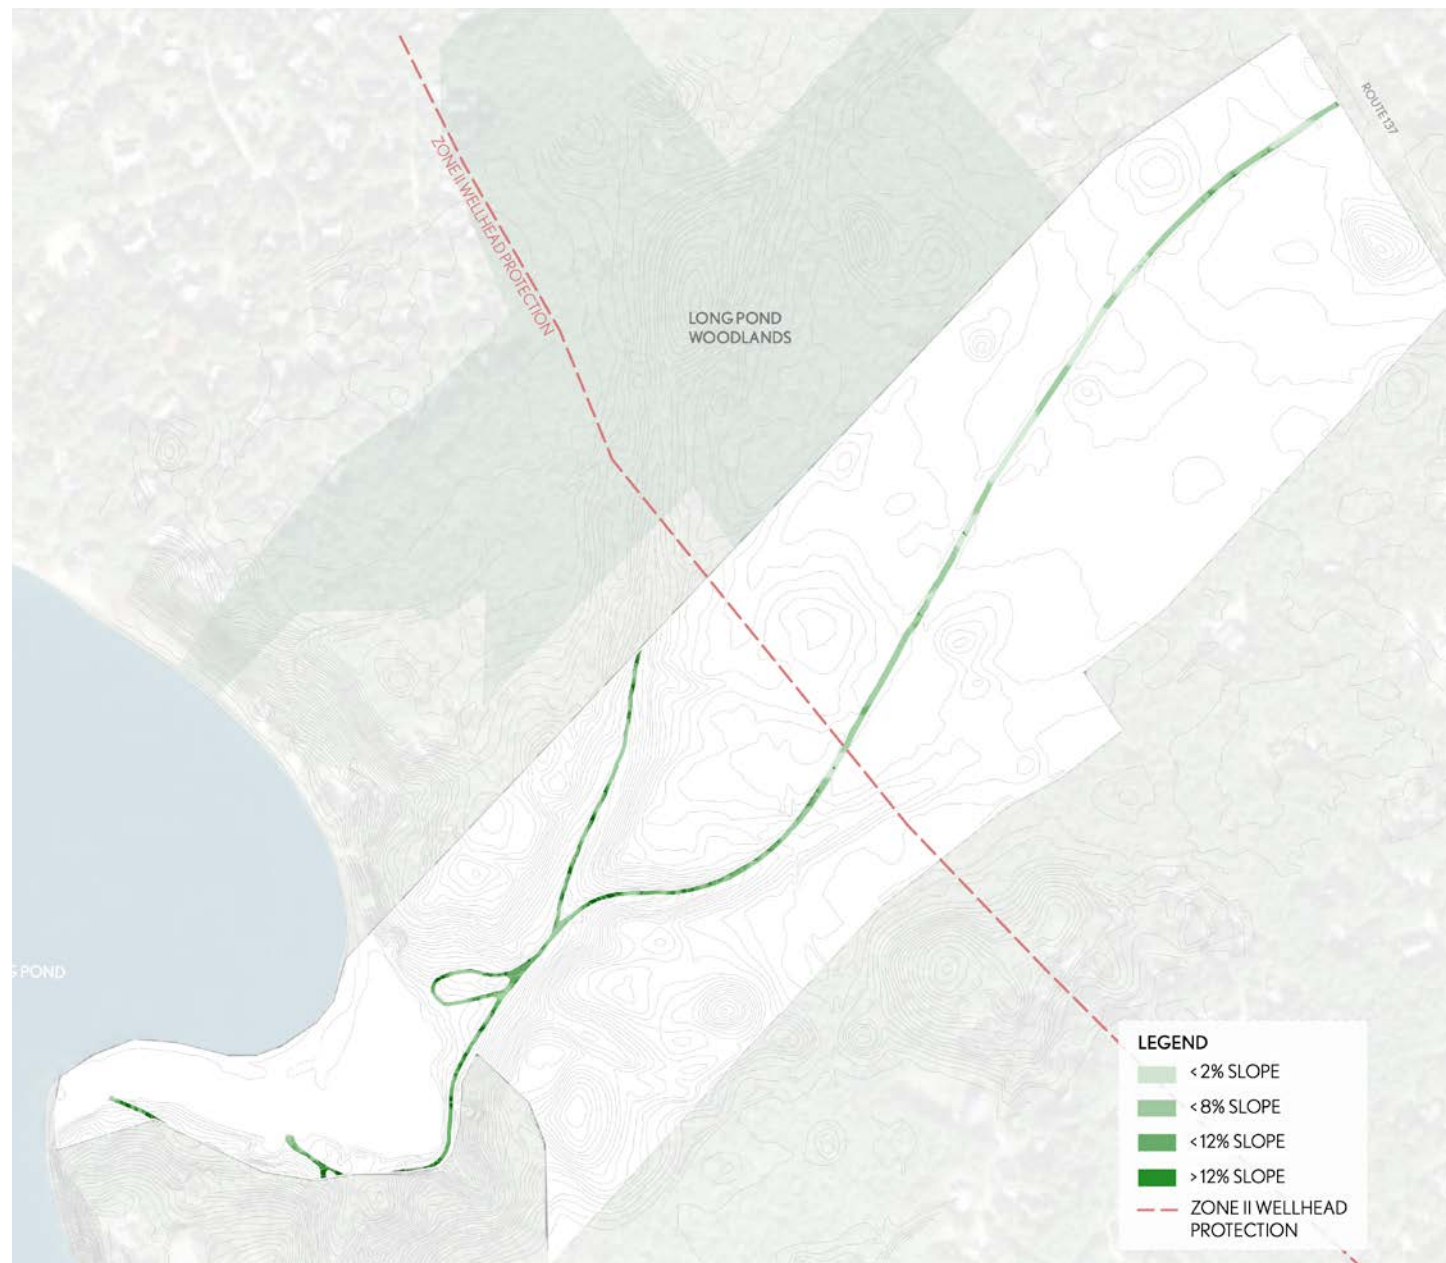 ROUTE 137
ZONE II WELLHEAD PROTECTION
LONG POND
WOODLANDS
POND
LEGEND
<2% SLOPE
<8% SLOPE
<12% SLOPE
>12% SLOPE
ZONE II WELLHEAD
PROTECTION